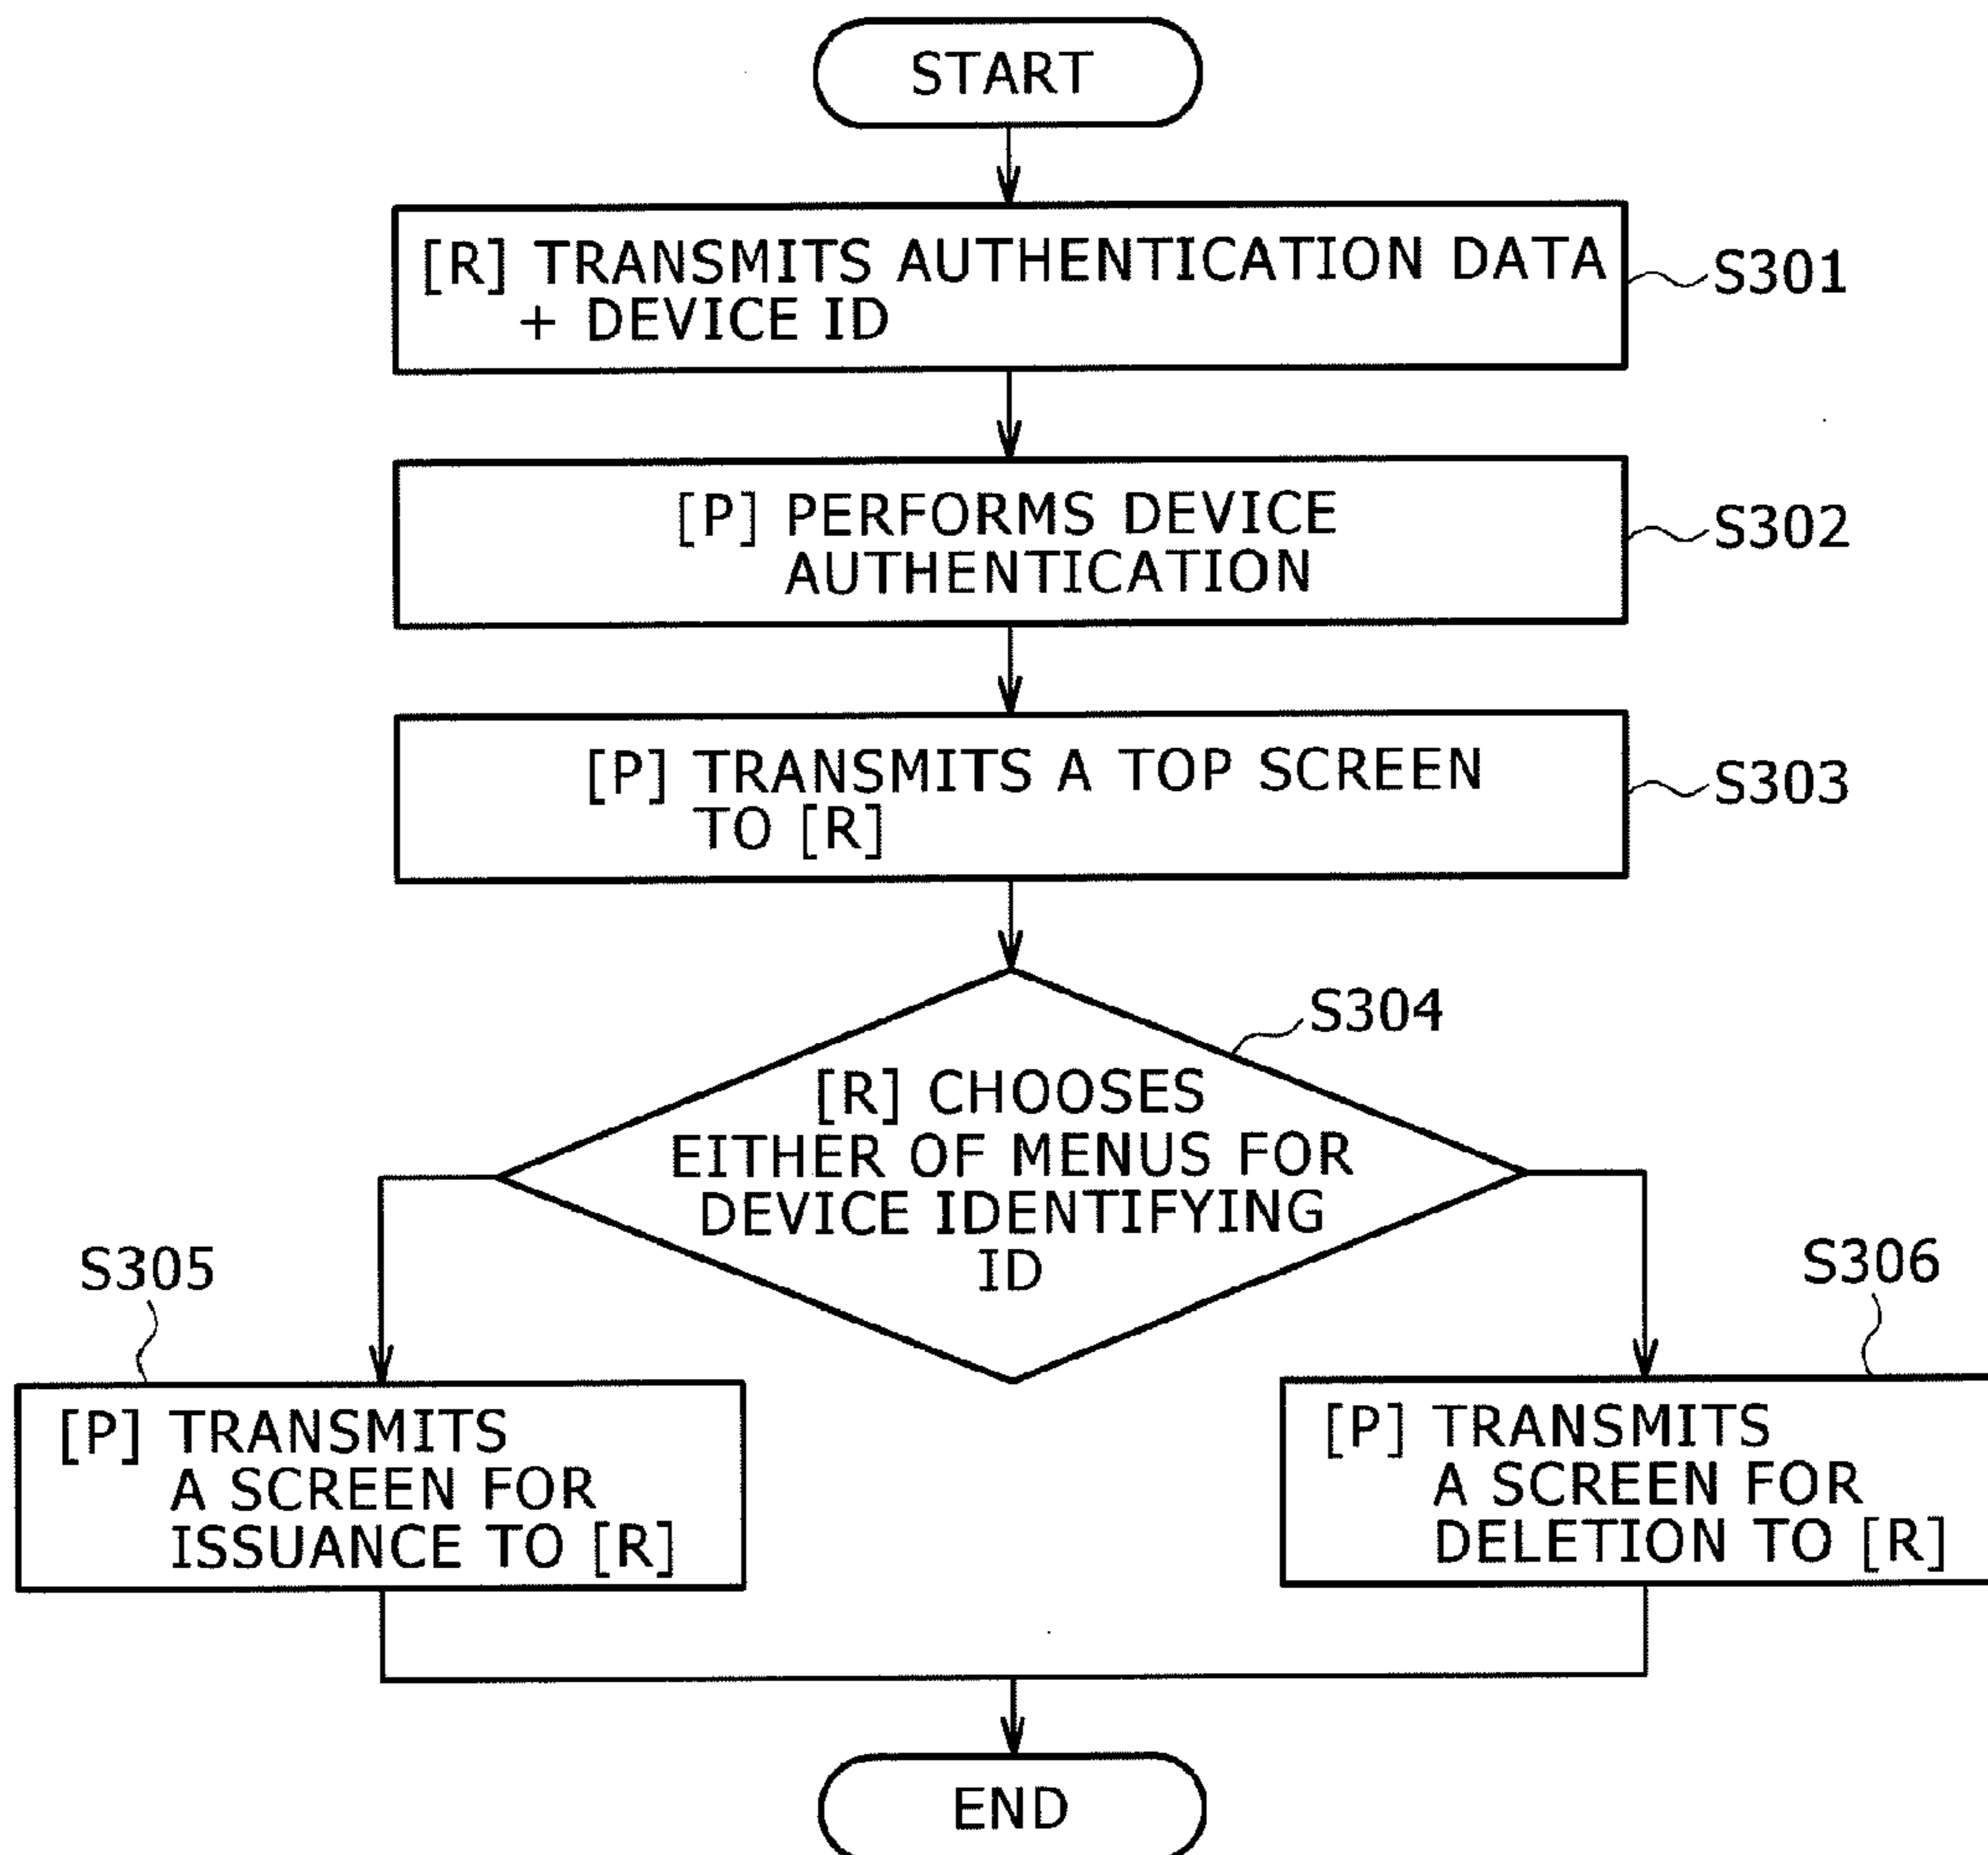 START
[R] TRANSMITS AUTHENTICATION DATA
+ DEVICE ID
S301
[P] PERFORMS DEVICE
AUTHENTICATION
S302
[P] TRANSMITS A TOP SCREEN
TO [R]
S303
S304
[R] CHOOSES
EITHER OF MENUS FOR
DEVICE IDENTIFYING
ID
S305
[P] TRANSMITS
A SCREEN FOR
ISSUANCE TO [R]
S306
[P] TRANSMITS
A SCREEN FOR
DELETION TO [R]
END